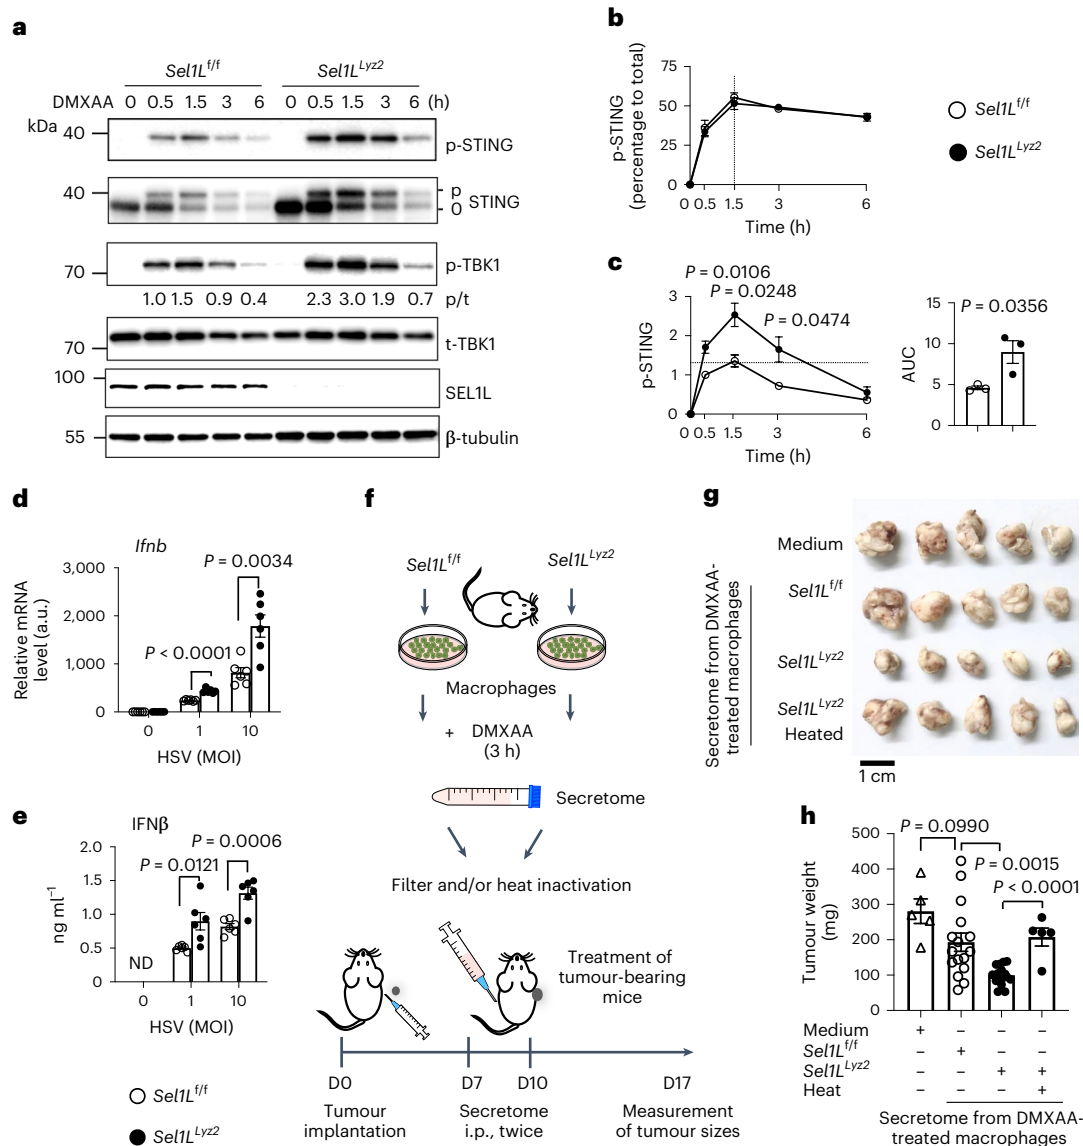 a
Sel1L^f/f Sel1L^Lyz2
DMXAA 0 0.5 1.5 3 6 0 0.5 1.5 3 6 (h)
kDa
40
p-STING
40
p
0
STING
70
p-TBK1
1.0 1.5 0.9 0.4 2.3 3.0 1.9 0.7 p/t
70
t-TBK1
100
SEL1L
55
β-tubulin
b
p-STING
(percentage to total)
75
50
25
0
0 0.5 1.5 3 6
Time (h)
Sel1L^f/f
Sel1L^Lyz2
c
P = 0.0106
P = 0.0248
P = 0.0474
p-STING
3
2
1
0
0 0.5 1.5 3 6
Time (h)
P = 0.0356
AUC
15
10
5
0
d
Ifnb
P = 0.0034
P < 0.0001
Relative mRNA
level (a.u.)
3,000
2,000
1,000
0
0 1 10
HSV (MOI)
e
IFNβ
P = 0.0006
P = 0.0121
ng ml⁻¹
2.0
1.5
1.0
0.5
0
ND
0 1 10
HSV (MOI)
Sel1L^f/f
Sel1L^Lyz2
f
Sel1L^f/f Sel1L^Lyz2
Macrophages
+ DMXAA
(3 h)
Secretome
Filter and/or heat inactivation
Treatment of
tumour-bearing
mice
D0 D7 D10 D17
Tumour
implantation
Secretome
i.p., twice
Measurement
of tumour sizes
g
Medium
Secretome from DMXAA-
treated macrophages
Sel1L^f/f
Sel1L^Lyz2
Sel1L^Lyz2
Heated
1 cm
h
P = 0.0990
P = 0.0015
P < 0.0001
Tumour weight
(mg)
500
400
300
200
100
0
Medium + – – –
Sel1L^f/f – + – –
Sel1L^Lyz2 – – + +
Heat – – – +
Secretome from DMXAA-
treated macrophages